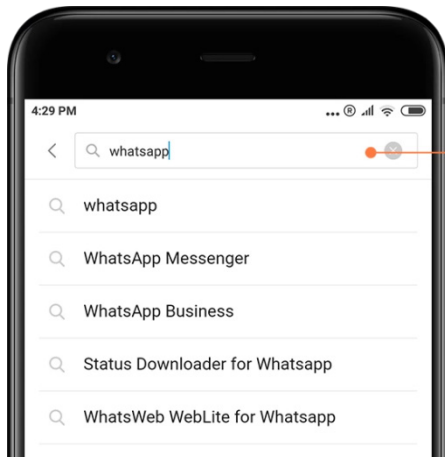 4:29 PM
whatsapp
whatsapp
WhatsApp Messenger
WhatsApp Business
Status Downloader for Whatsapp
WhatsWeb WebLite for Whatsapp